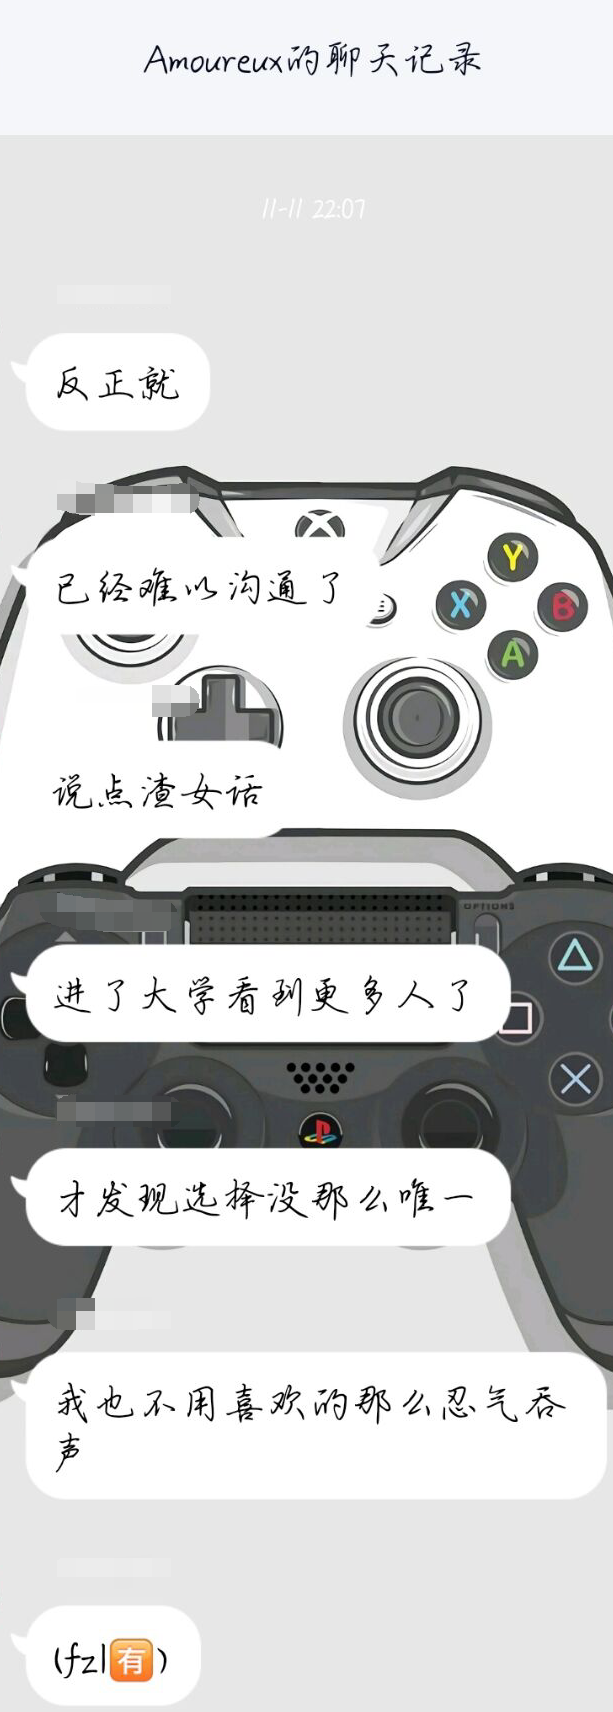 Amoureux的聊天记录
11-11 22:07
反正就
已经难以沟通了
说点渣女话
进了大学看到更多人了
才发现选择没那么唯一
我也不用喜欢的那么忍气吞
声
(fzl🈶)
Y
X
B
A
OPTIONS